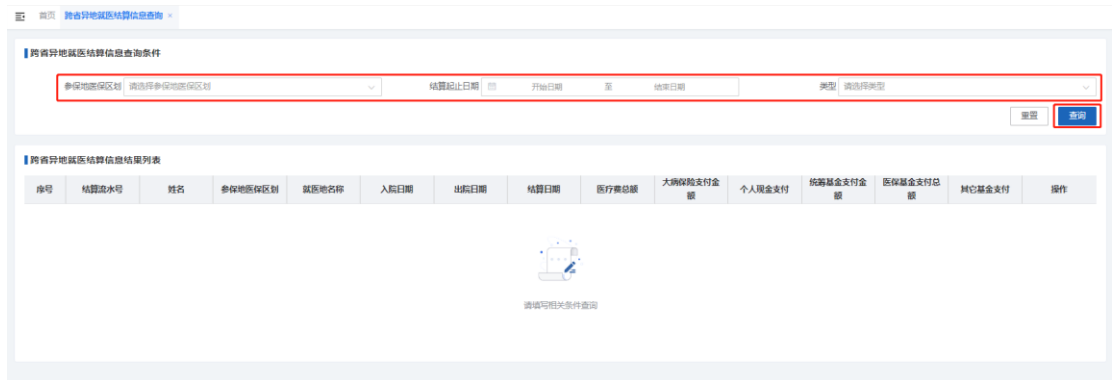 首页 跨省异地就医结算信息查询 ×
跨省异地就医结算信息查询条件
参保地医保区划 请选择参保地医保区划 结算起止日期 开始日期 至 结束日期 类型 请选择类型
重置 查询
跨省异地就医结算信息结果列表
序号 结算流水号 姓名 参保地医保区划 就医地名称 入院日期 出院日期 结算日期 医疗费总额 大病保险支付金额 个人现金支付 统筹基金支付金额 医保基金支付总额 其它基金支付 操作
请填写相关条件查询